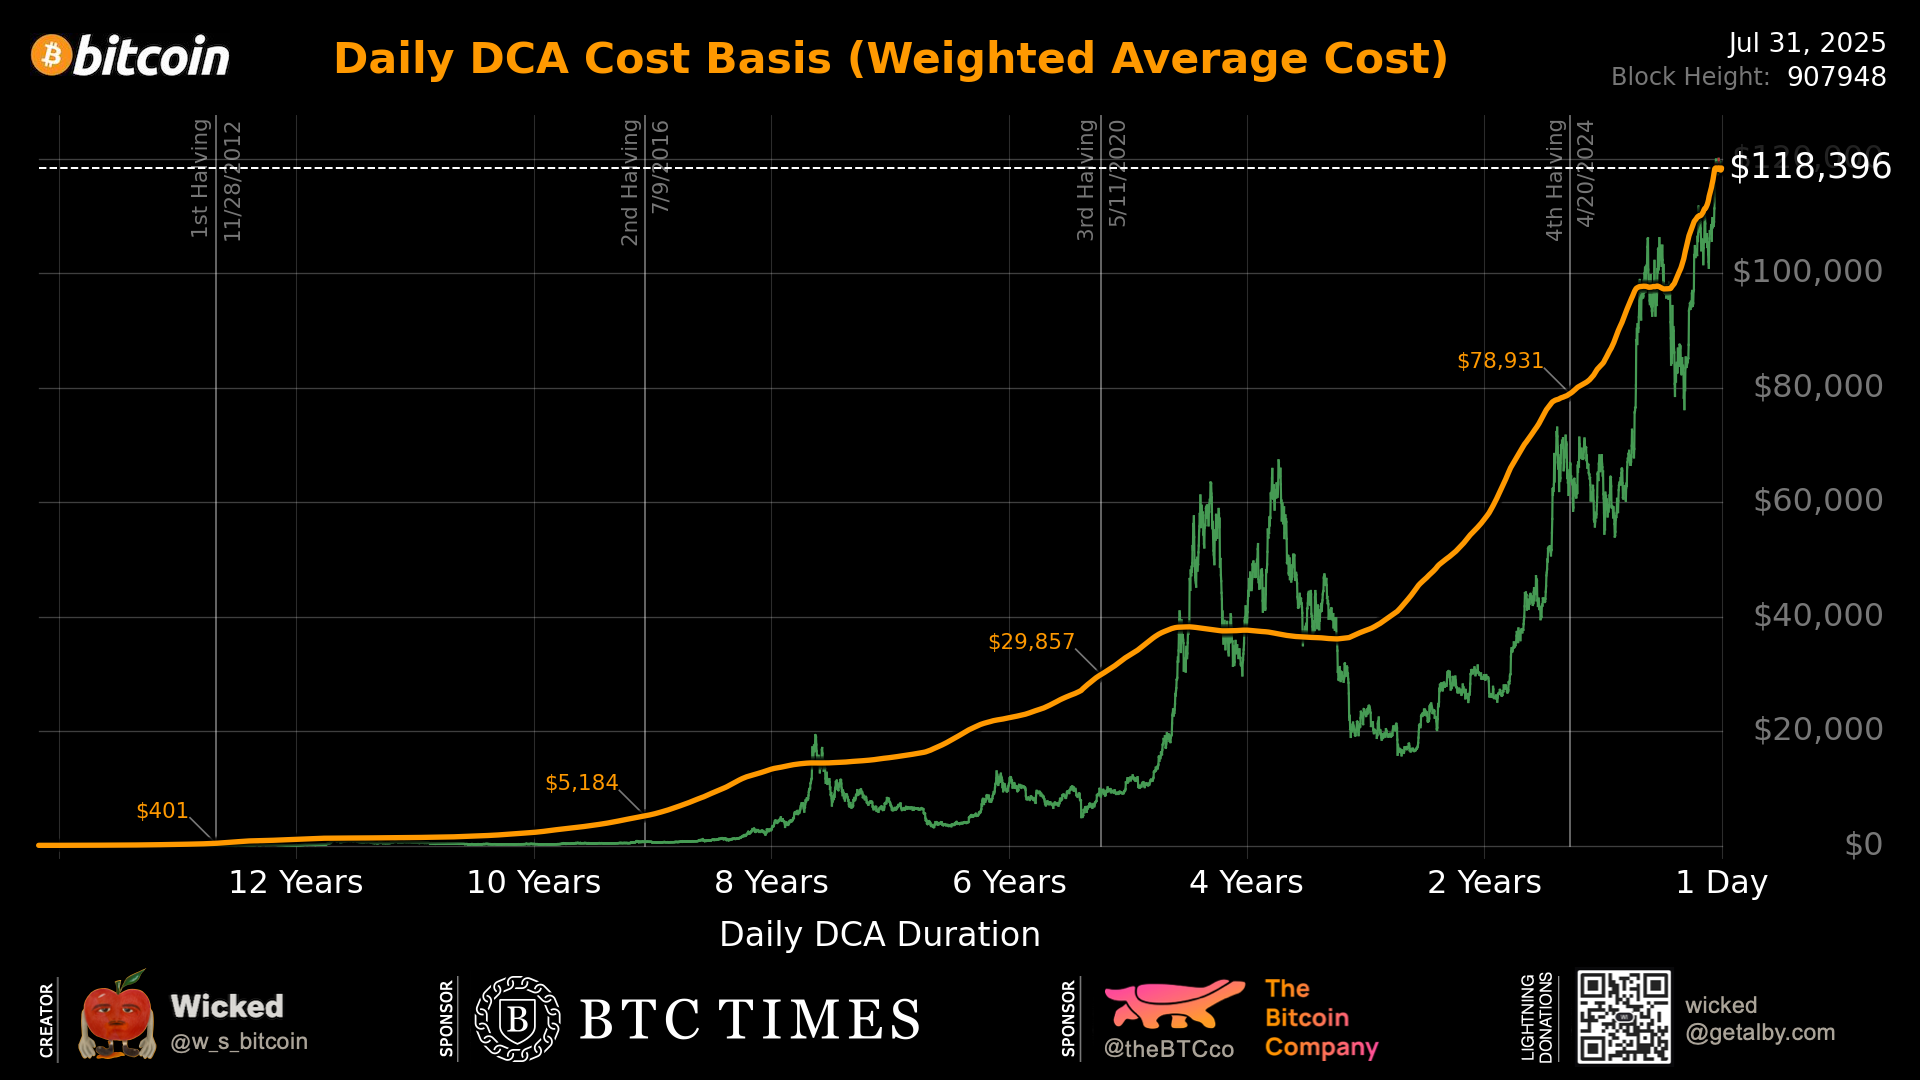 bitcoin
Daily DCA Cost Basis (Weighted Average Cost)
Jul 31, 2025
Block Height: 907948
1st Halving
11/28/2012
2nd Halving
7/9/2016
3rd Halving
5/11/2020
4th Halving
4/20/2024
$120,000
$118,396
$100,000
$80,000
$60,000
$40,000
$20,000
$0
$78,931
$29,857
$5,184
$401
12 Years
10 Years
8 Years
6 Years
4 Years
2 Years
1 Day
Daily DCA Duration
CREATOR
Wicked
@w_s_bitcoin
SPONSOR
B
BTC TIMES
SPONSOR
@theBTCco
The
Bitcoin
Company
LIGHTNING
DONATIONS
wicked
@getalby.com